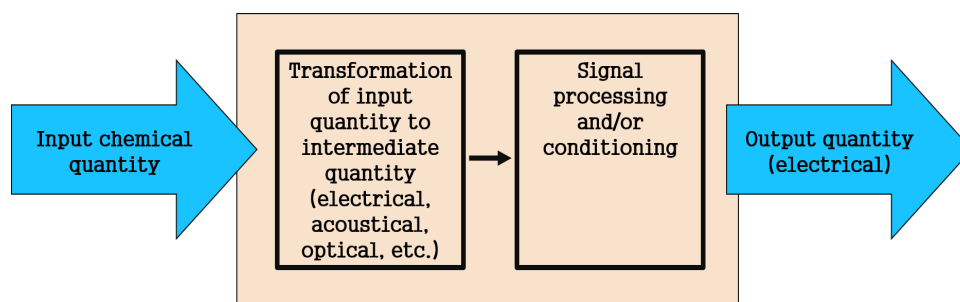 Input chemical
quantity
Transformation
of input
quantity to
intermediate
quantity
(electrical,
acoustical,
optical, etc.)
Signal
processing
and/or
conditioning
Output quantity
(electrical)